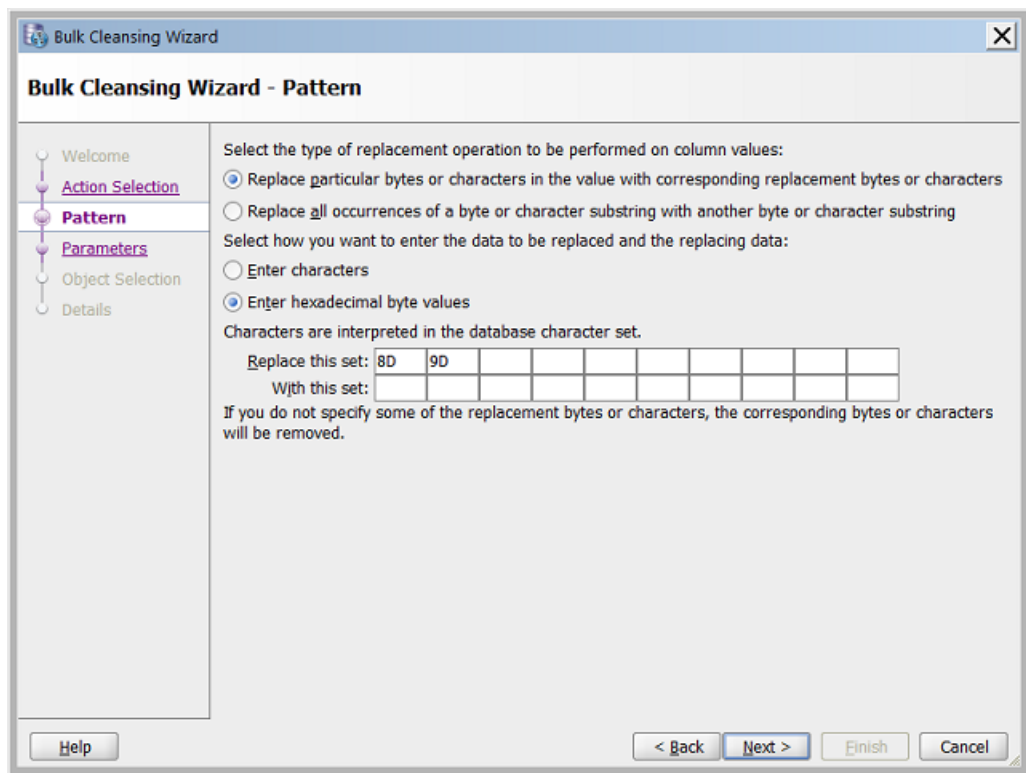 Bulk Cleansing Wizard
Bulk Cleansing Wizard - Pattern
Welcome
Action Selection
Pattern
Parameters
Object Selection
Details
Select the type of replacement operation to be performed on column values:
Replace particular bytes or characters in the value with corresponding replacement bytes or characters
Replace all occurrences of a byte or character substring with another byte or character substring
Select how you want to enter the data to be replaced and the replacing data:
Enter characters
Enter hexadecimal byte values
Characters are interpreted in the database character set.
Replace this set: 8D 9D
With this set:
If you do not specify some of the replacement bytes or characters, the corresponding bytes or characters
will be removed.
Help < Back Next > Finish Cancel